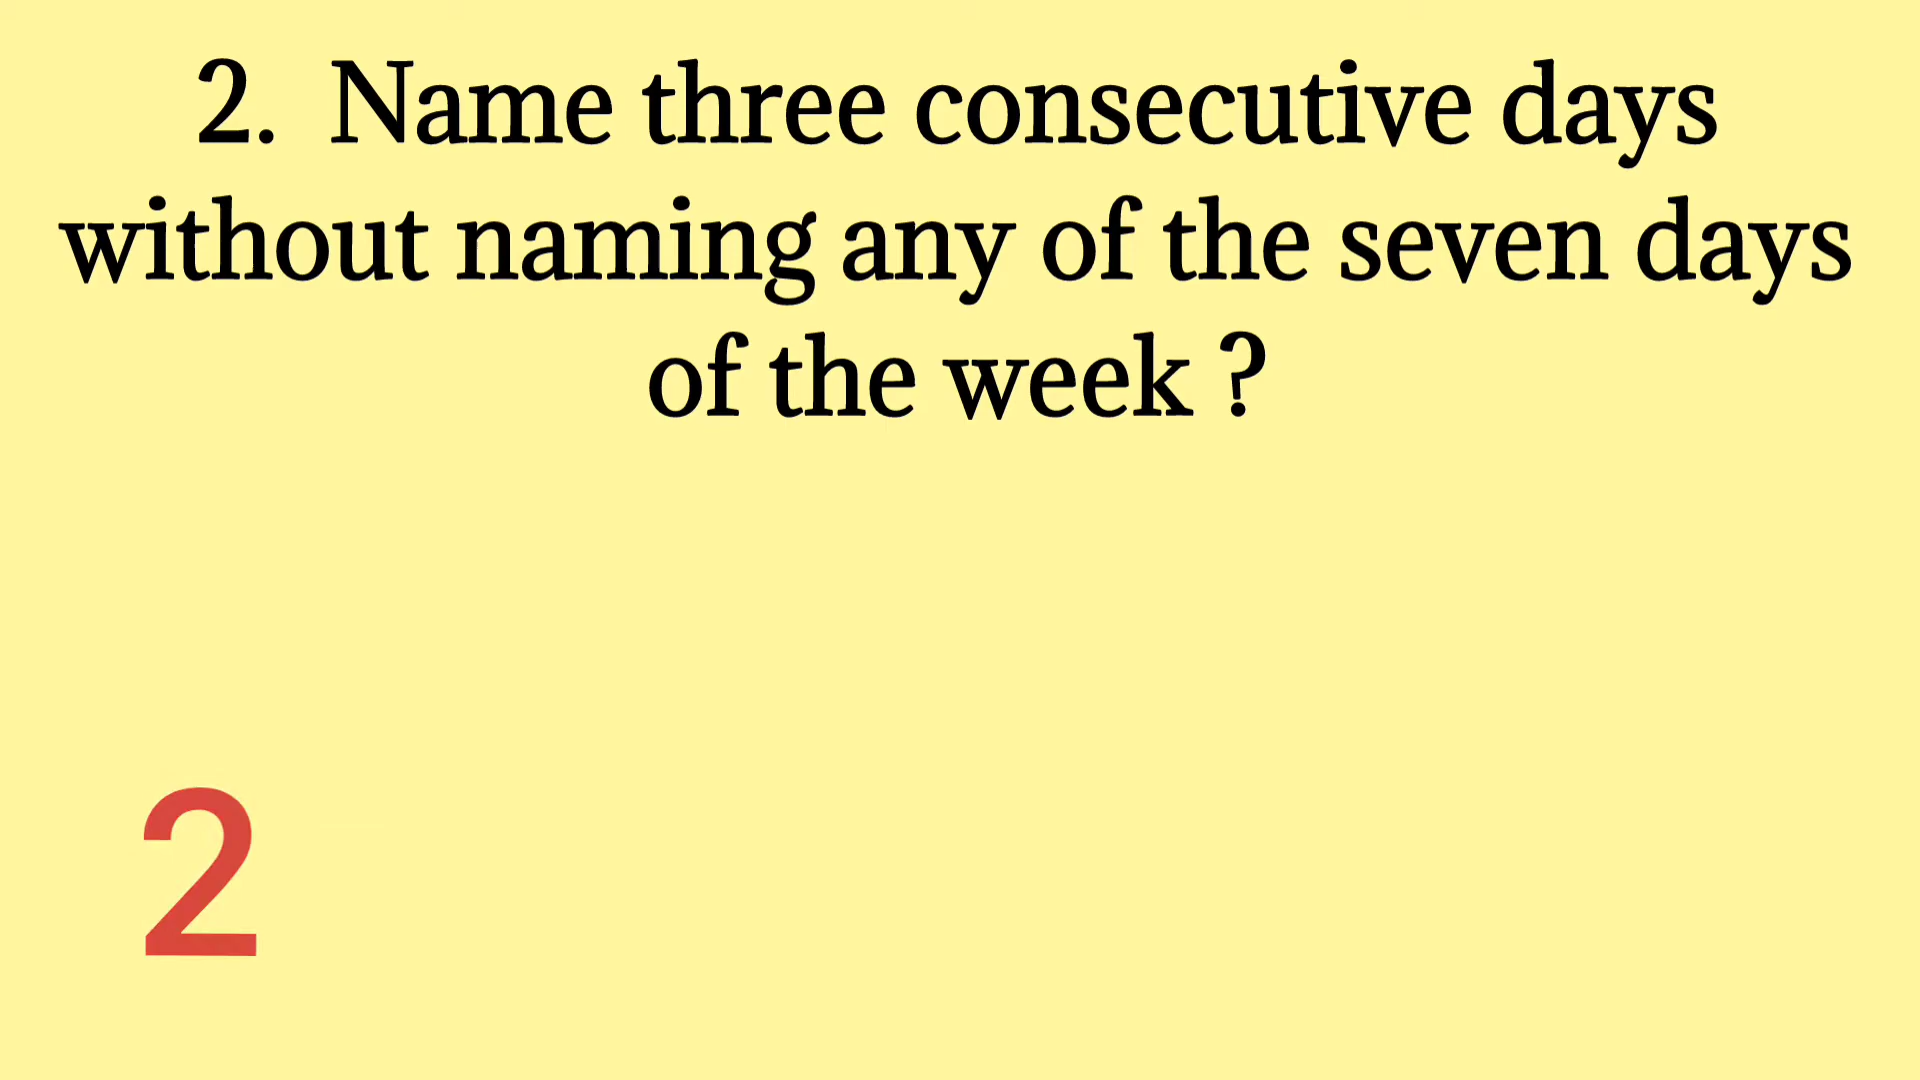 2. Name three consecutive days
without naming any of the seven days
of the week ?
2